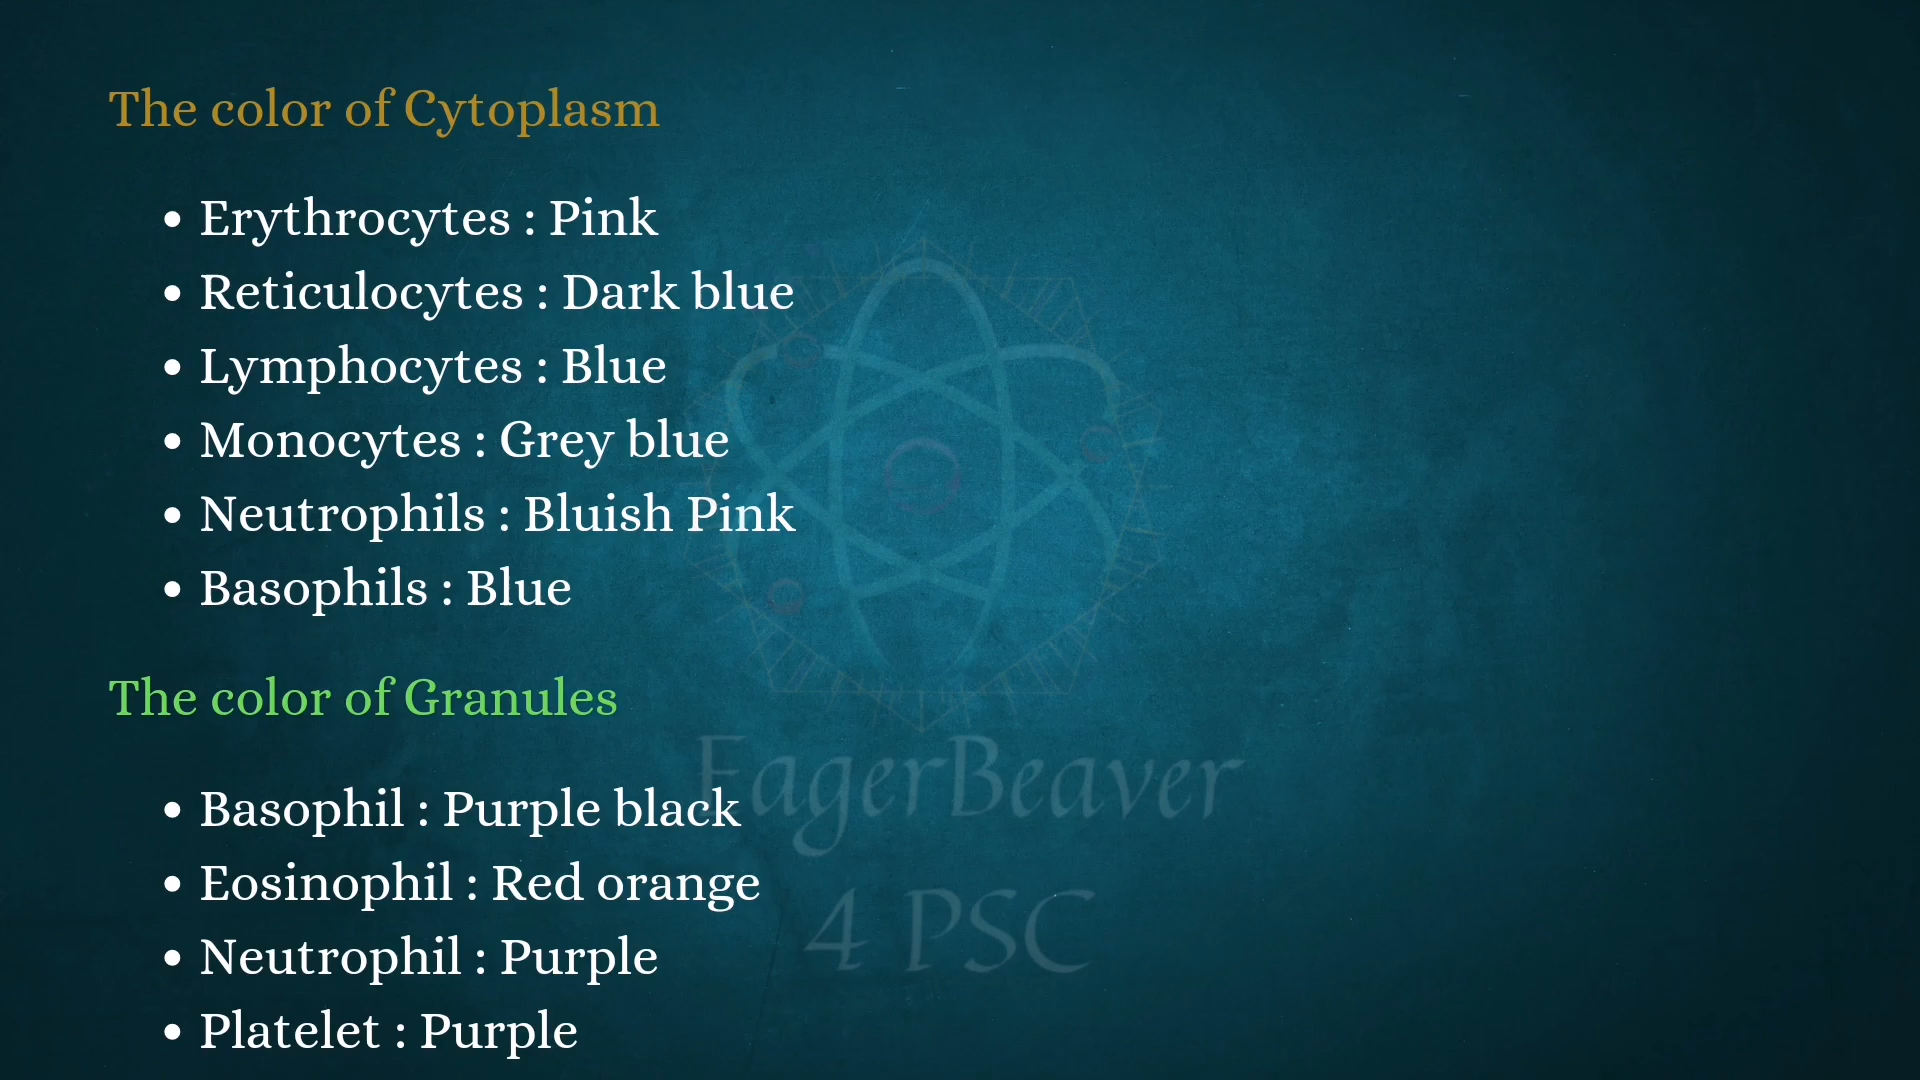 The color of Cytoplasm
• Erythrocytes : Pink
• Reticulocytes : Dark blue
• Lymphocytes : Blue
• Monocytes : Grey blue
• Neutrophils : Bluish Pink
• Basophils : Blue
The color of Granules
• Basophil : Purple black
• Eosinophil : Red orange
• Neutrophil : Purple
• Platelet : Purple
EagerBeaver
4 PSC